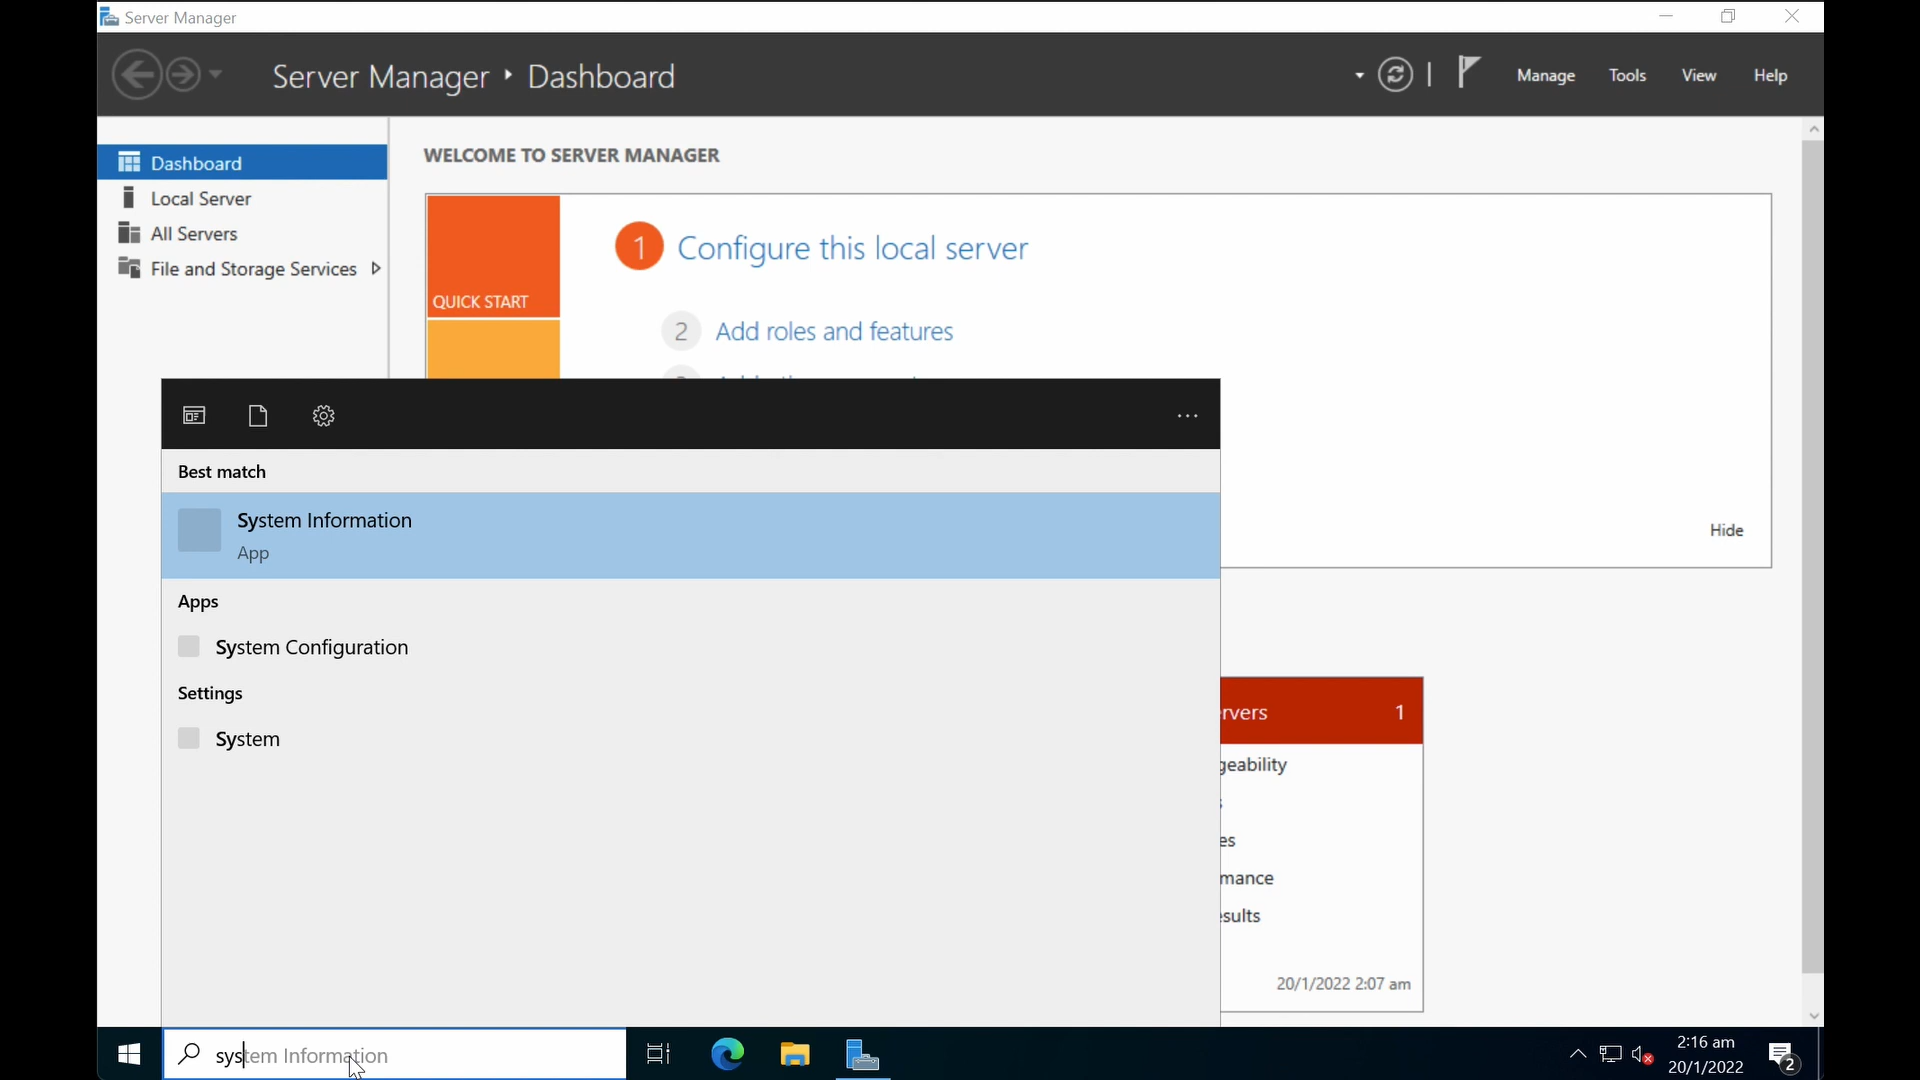 Server Manager
Server Manager ‣ Dashboard
Manage Tools View Help
Dashboard
Local Server
All Servers
File and Storage Services
WELCOME TO SERVER MANAGER
QUICK START
1 Configure this local server
2 Add roles and features
Hide
Best match
System Information
App
Apps
System Configuration
Settings
System
rvers 1
geability
es
mance
sults
20/1/2022 2:07 am
system Information
2:16 am
20/1/2022
2